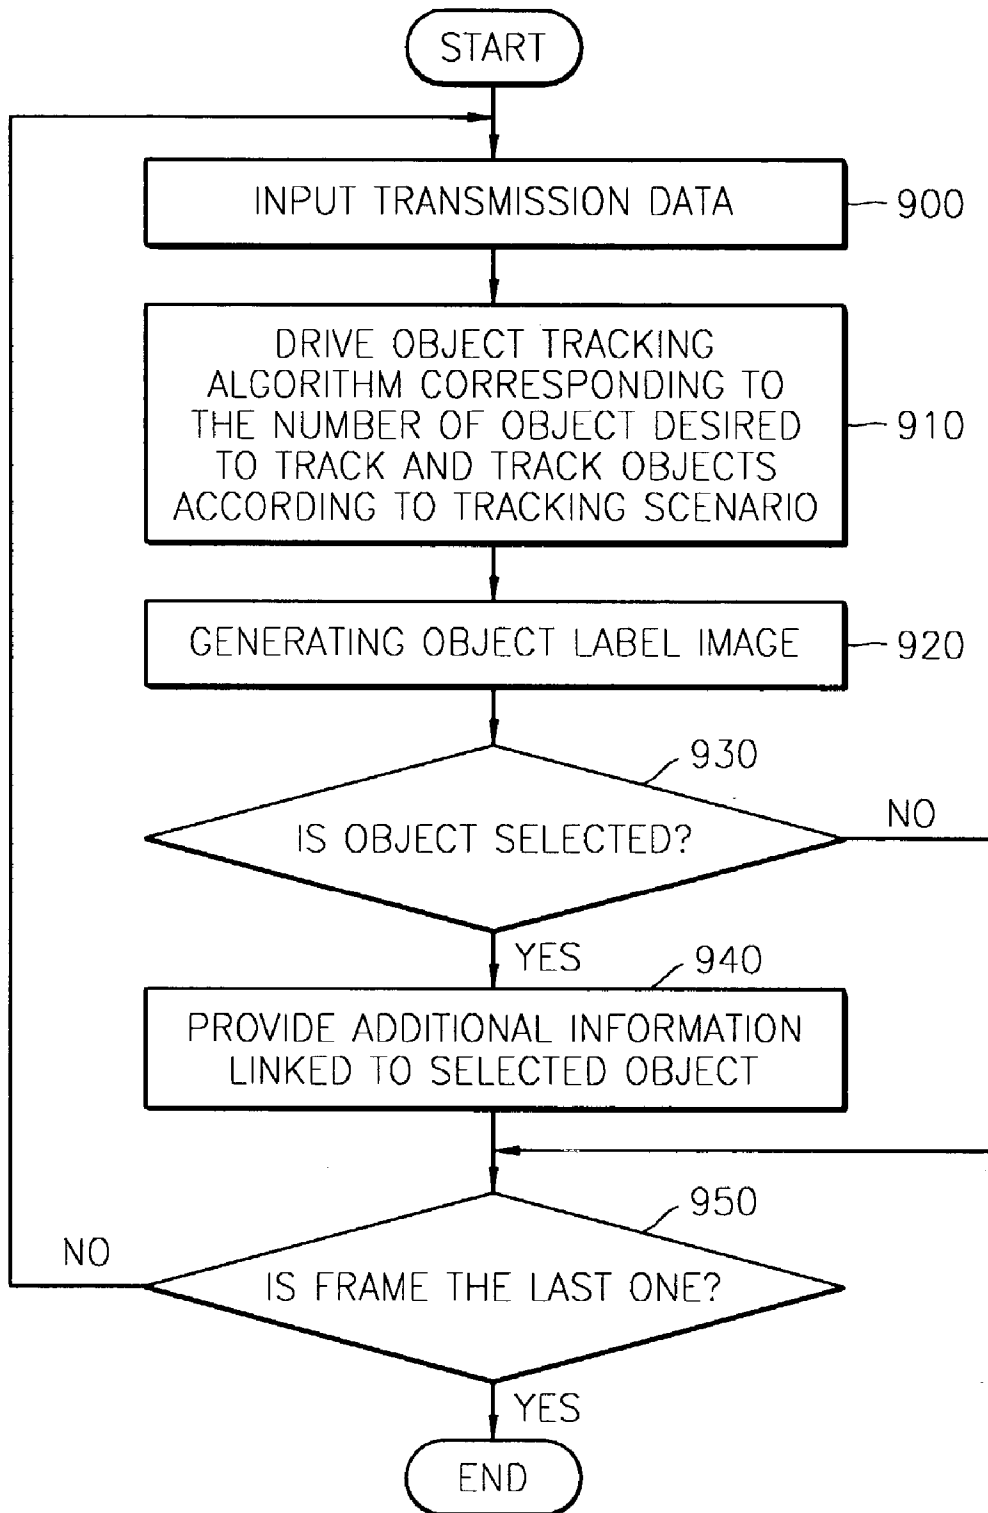 START
INPUT TRANSMISSION DATA
900
DRIVE OBJECT TRACKING
ALGORITHM CORRESPONDING TO
THE NUMBER OF OBJECT DESIRED
TO TRACK AND TRACK OBJECTS
ACCORDING TO TRACKING SCENARIO
910
GENERATING OBJECT LABEL IMAGE
920
930
IS OBJECT SELECTED?
NO
YES
940
PROVIDE ADDITIONAL INFORMATION
LINKED TO SELECTED OBJECT
950
NO
IS FRAME THE LAST ONE?
YES
END